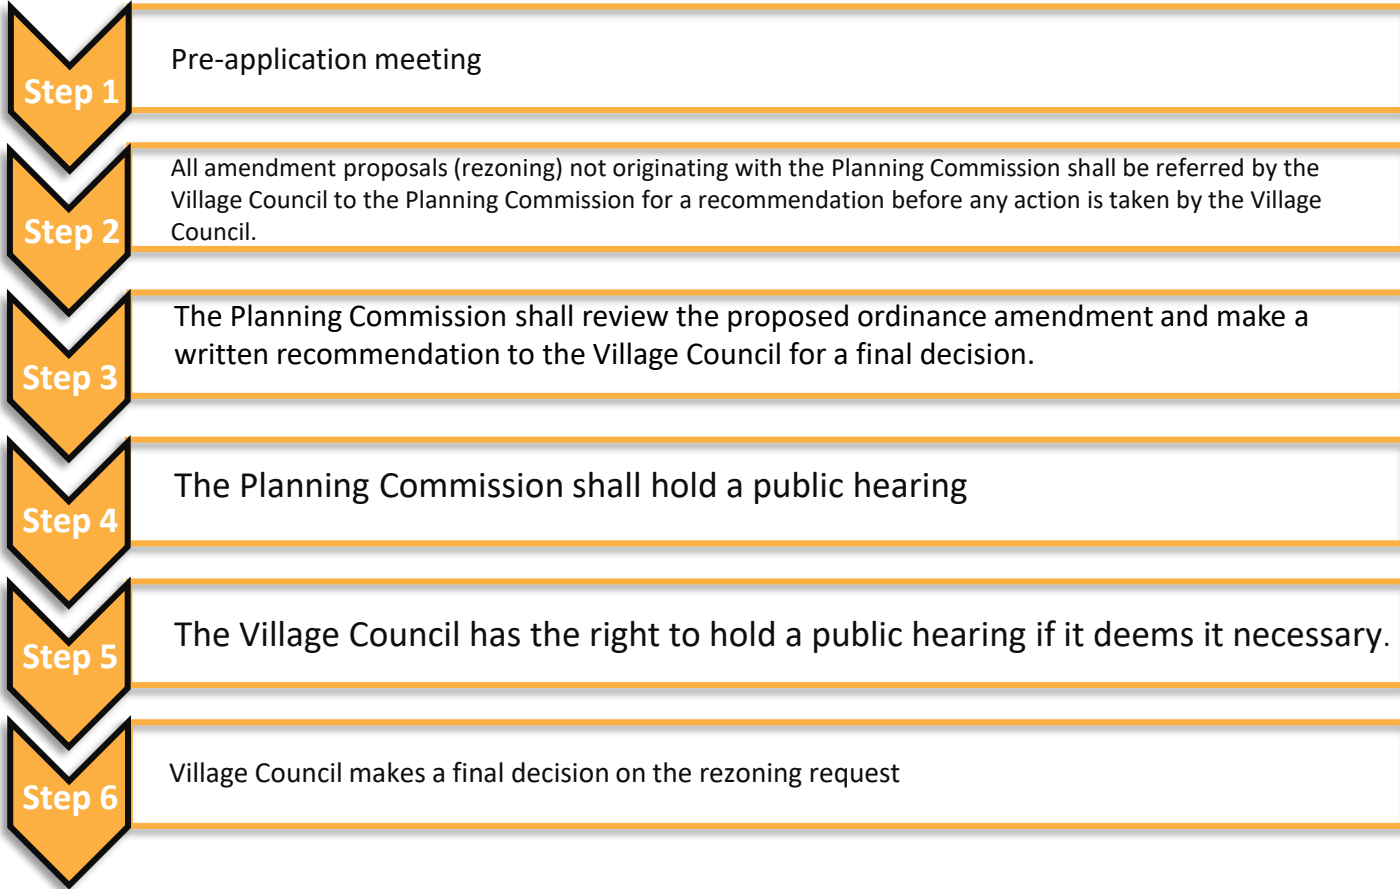 Step 1
Pre-application meeting
Step 2
All amendment proposals (rezoning) not originating with the Planning Commission shall be referred by the
Village Council to the Planning Commission for a recommendation before any action is taken by the Village
Council.
Step 3
The Planning Commission shall review the proposed ordinance amendment and make a
written recommendation to the Village Council for a final decision.
Step 4
The Planning Commission shall hold a public hearing
Step 5
The Village Council has the right to hold a public hearing if it deems it necessary.
Step 6
Village Council makes a final decision on the rezoning request